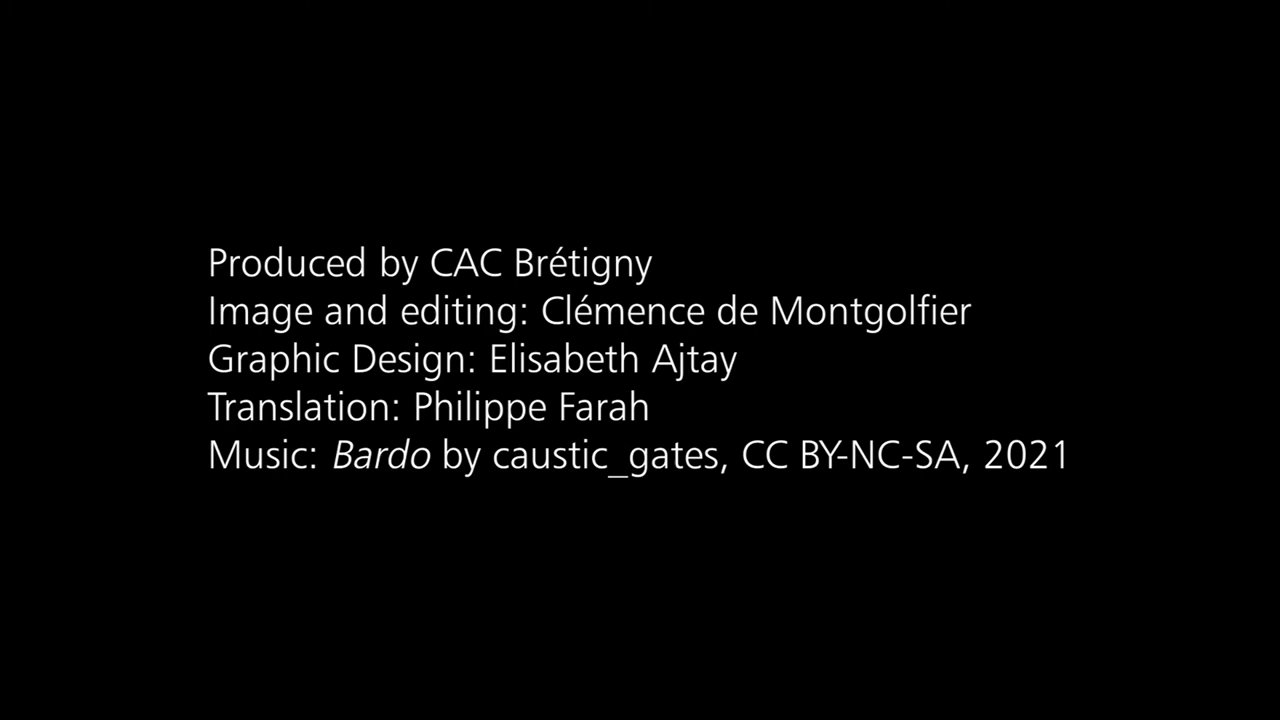 Produced by CAC Brétigny
Image and editing: Clémence de Montgolfier
Graphic Design: Elisabeth Ajtay
Translation: Philippe Farah
Music: Bardo by caustic_gates, CC BY-NC-SA, 2021